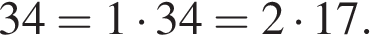 34 = 1 · 34 = 2 · 17.